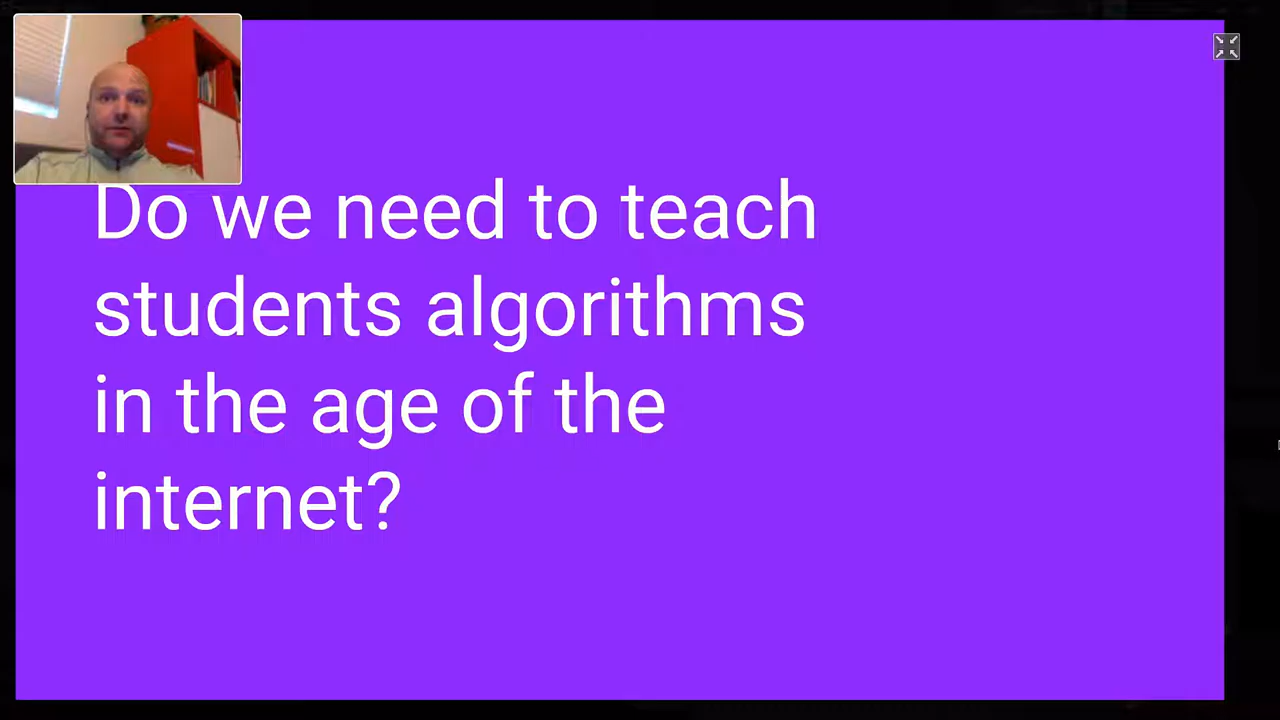 Do we need to teach
students algorithms
in the age of the
internet?